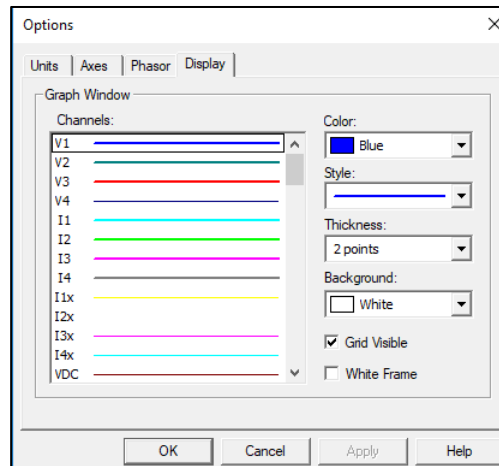 Options
Units Axes Phasor Display
Graph Window
Channels:
V1
V2
V3
V4
I1
I2
I3
I4
I1x
I2x
I3x
I4x
VDC
Color:
Blue
Style:
Thickness:
2 points
Background:
White
Grid Visible
White Frame
OK Cancel Apply Help